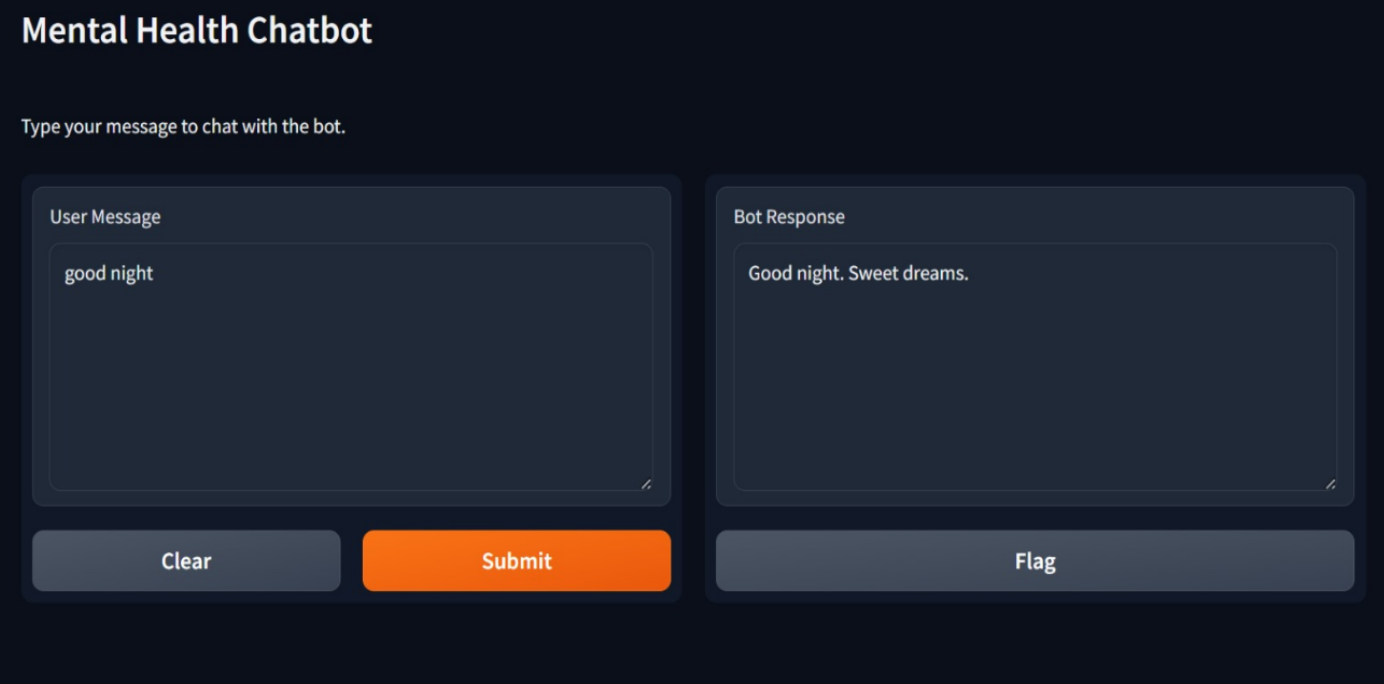 Mental Health Chatbot
Type your message to chat with the bot.
User Message
good night
Clear
Submit
Bot Response
Good night. Sweet dreams.
Flag